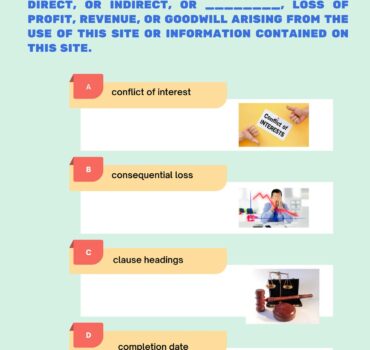 DIRECT, OR INDIRECT, OR _________, LOSS OF
PROFIT, REVENUE, OR GOODWILL ARISING FROM THE
USE OF THIS SITE OR INFORMATION CONTAINED ON
THIS SITE.
A
conflict of interest
Conflict of
INTERESTS
B
consequential loss
C
clause headings
D
completion date